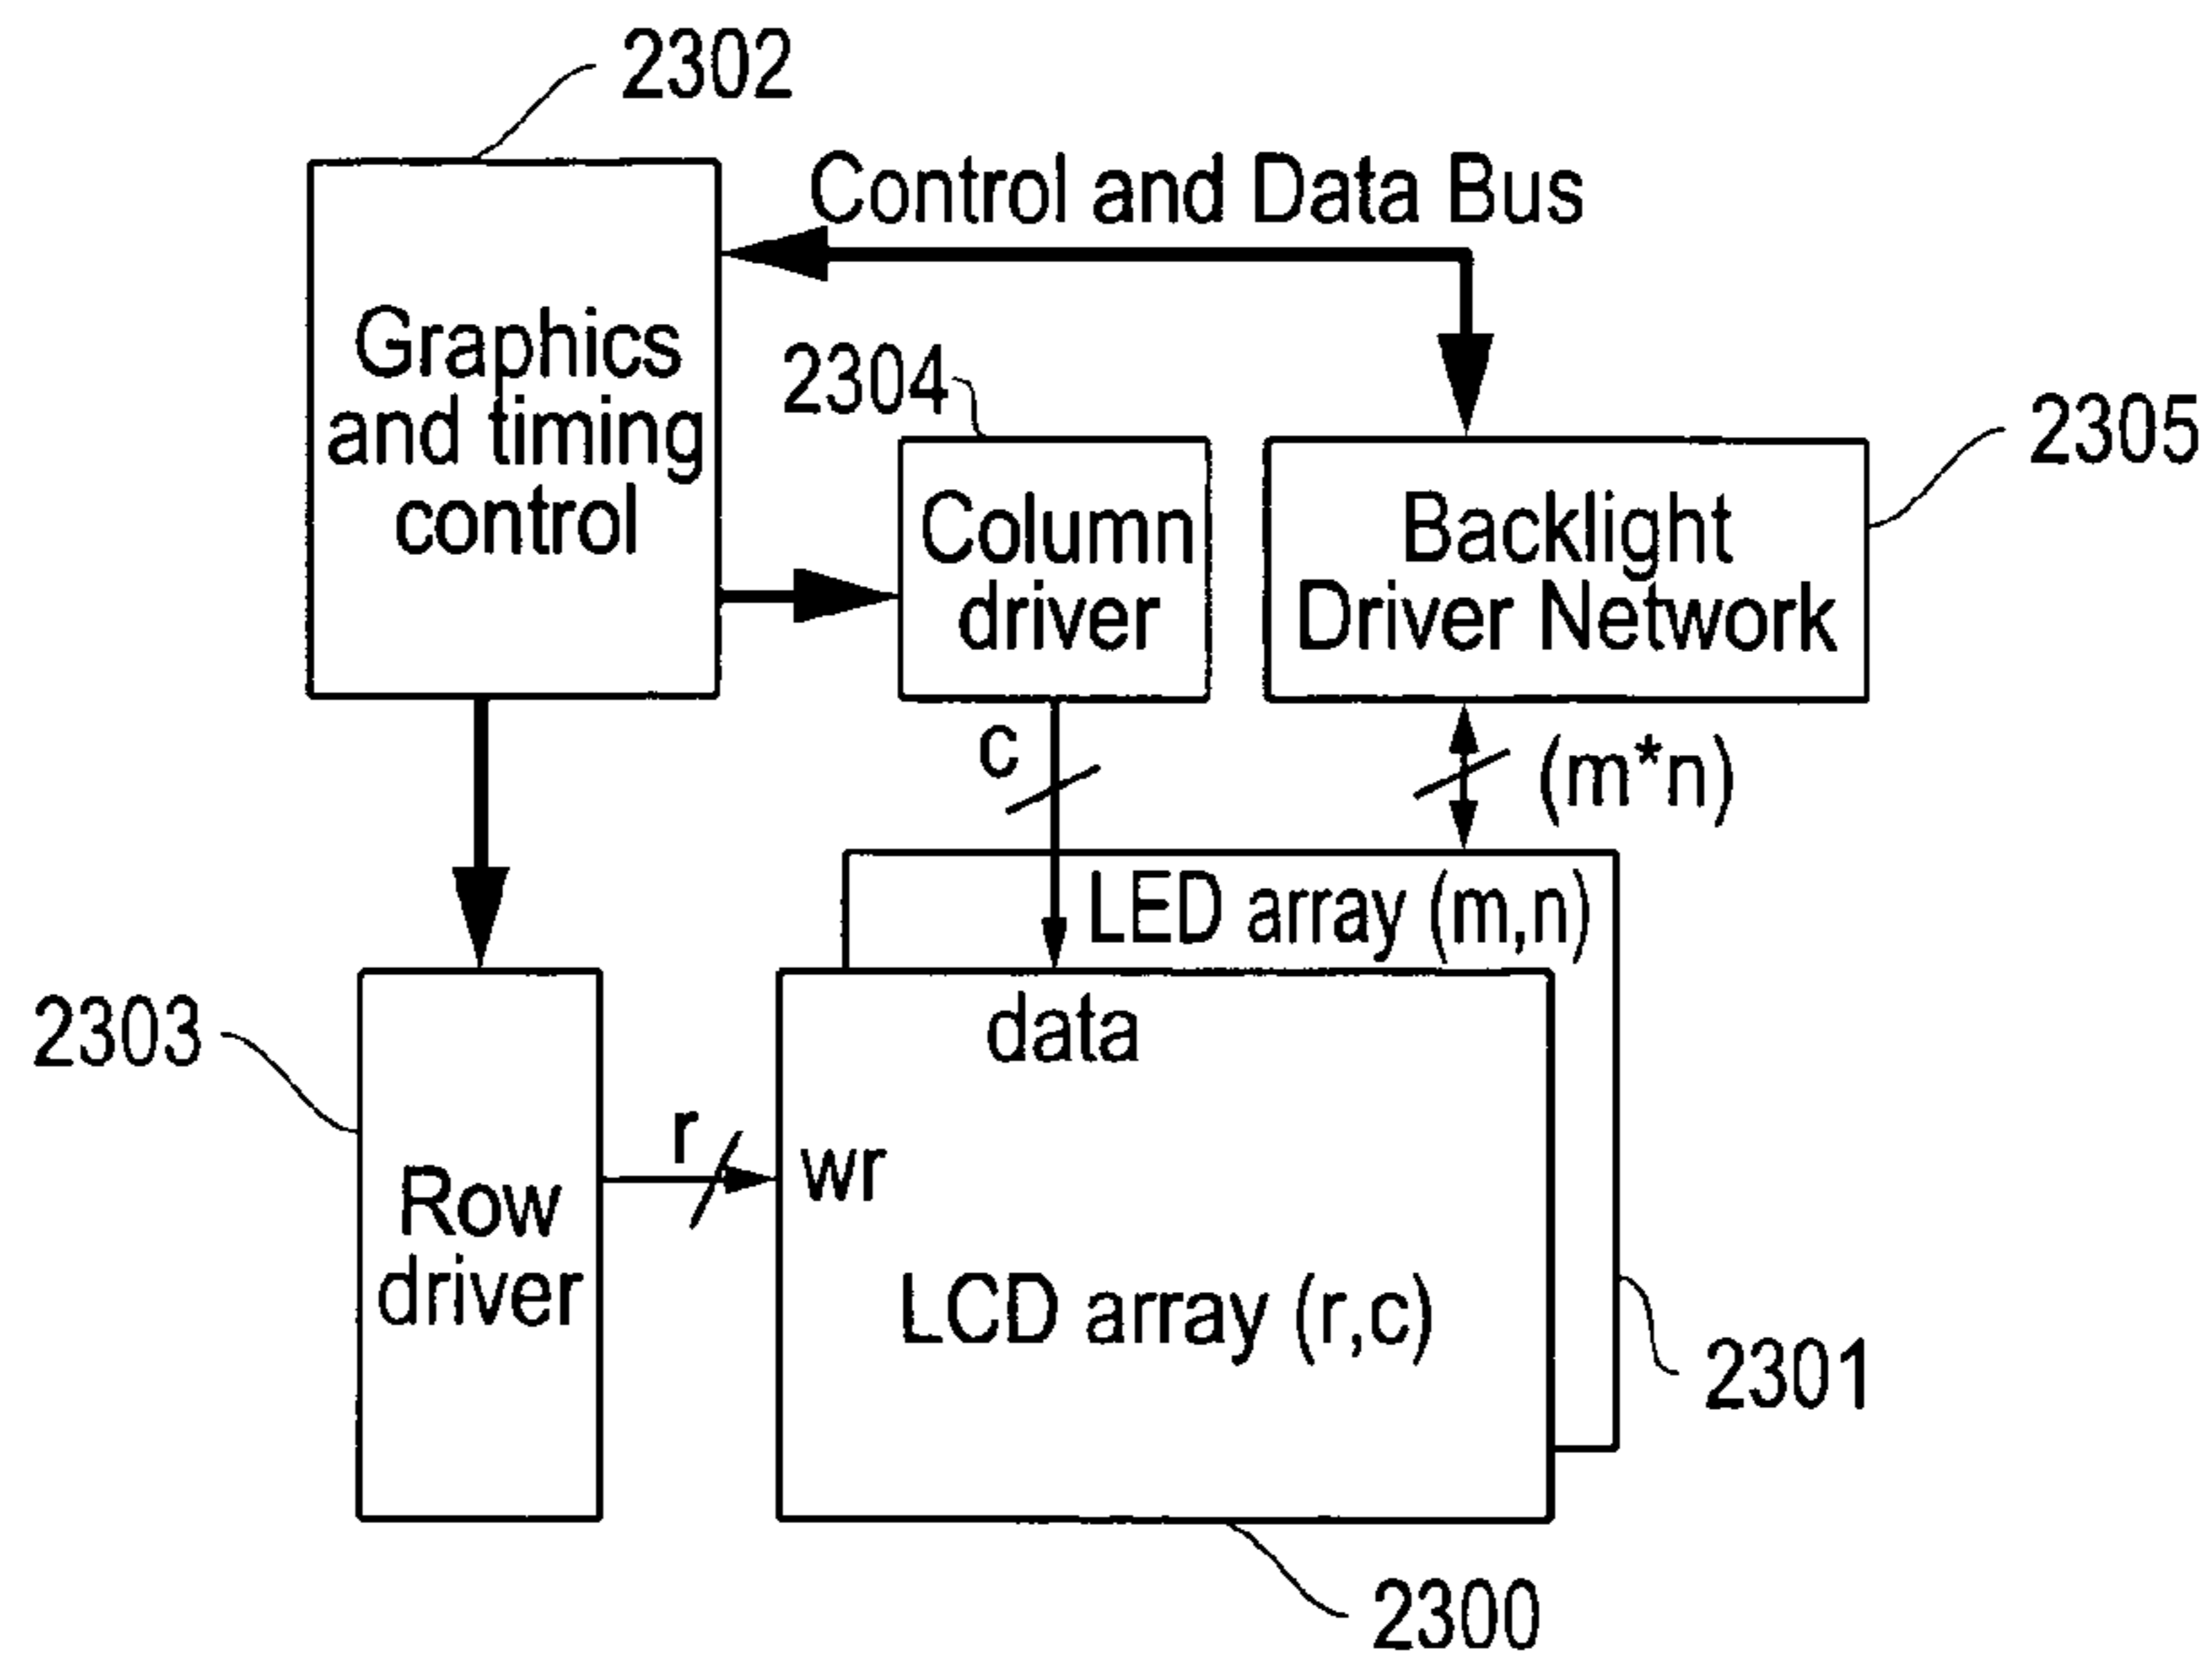 2302
Control and Data Bus
Graphics
and timing
control
2304
2305
Column
driver
Backlight
Driver Network
c
(m*n)
LED array (m,n)
data
2303
r
wr
Row
driver
LCD array (r,c)
2301
2300